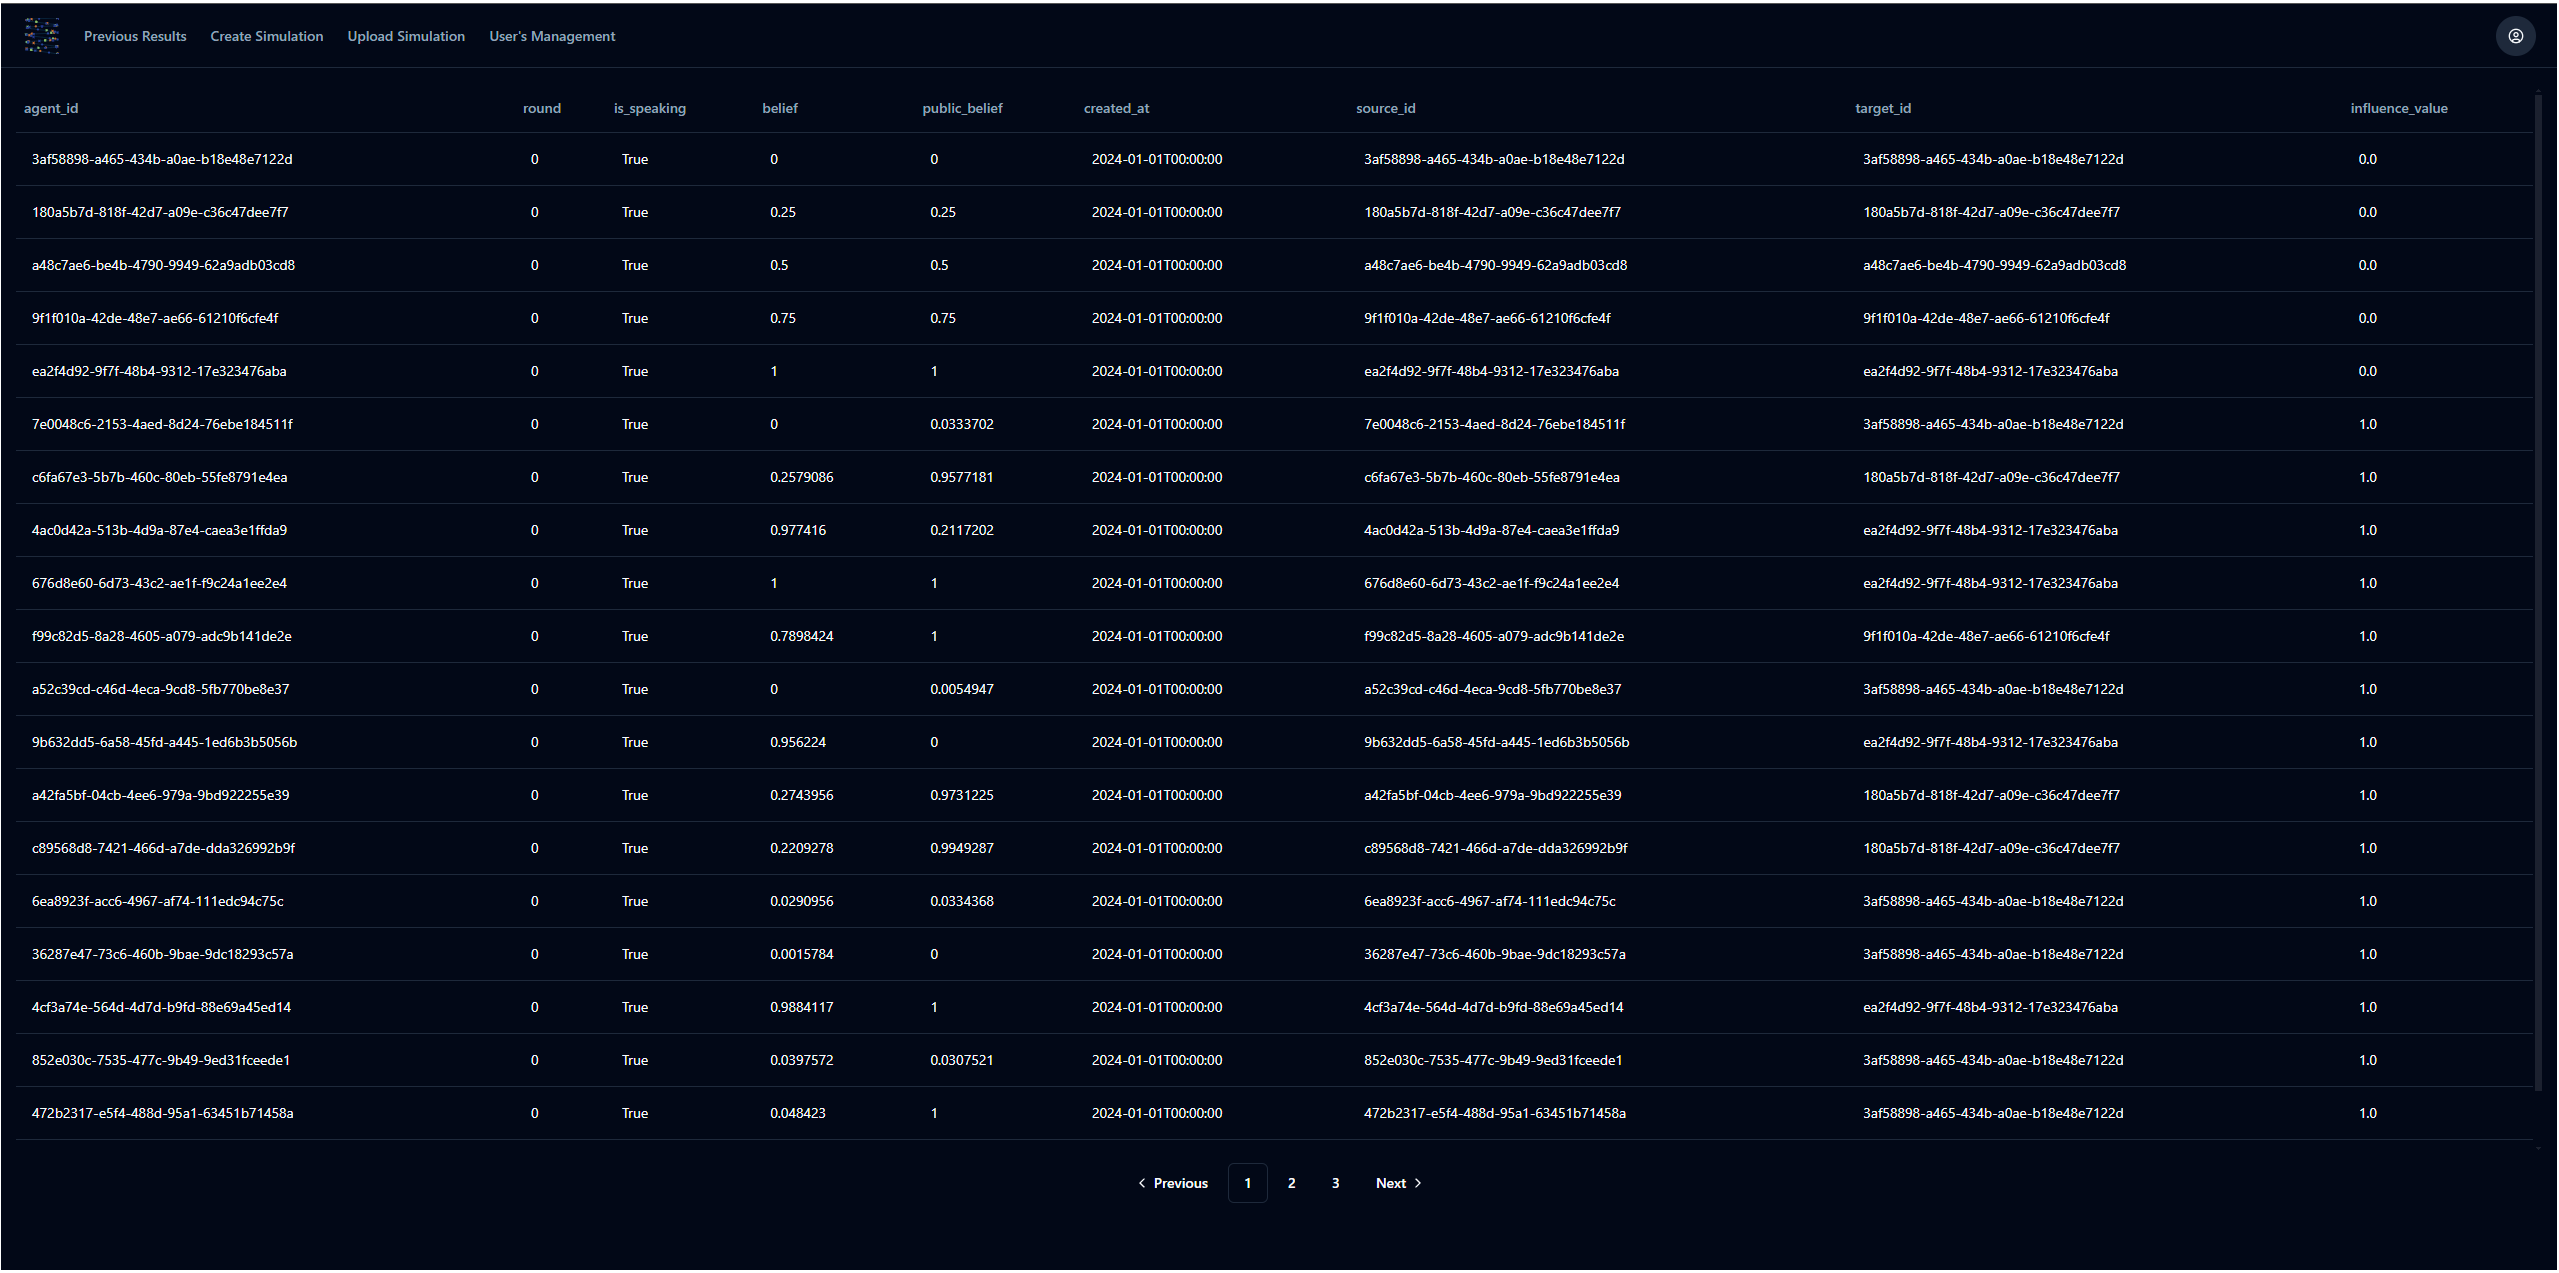 Previous Results Create Simulation Upload Simulation User's Management
agent_id round is_speaking belief public_belief created_at source_id target_id influence_value
3af58898-a465-434b-a0ae-b18e48e7122d 0 True 0 0 2024-01-01T00:00:00 3af58898-a465-434b-a0ae-b18e48e7122d 3af58898-a465-434b-a0ae-b18e48e7122d 0.0
180a5b7d-818f-42d7-a09e-c36c47dee7f7 0 True 0.25 0.25 2024-01-01T00:00:00 180a5b7d-818f-42d7-a09e-c36c47dee7f7 180a5b7d-818f-42d7-a09e-c36c47dee7f7 0.0
a48c7ae6-be4b-4790-9949-62a9adb03cd8 0 True 0.5 0.5 2024-01-01T00:00:00 a48c7ae6-be4b-4790-9949-62a9adb03cd8 a48c7ae6-be4b-4790-9949-62a9adb03cd8 0.0
9f1f010a-42de-48e7-ae66-61210f6cfe4f 0 True 0.75 0.75 2024-01-01T00:00:00 9f1f010a-42de-48e7-ae66-61210f6cfe4f 9f1f010a-42de-48e7-ae66-61210f6cfe4f 0.0
ea2f4d92-9f7f-48b4-9312-17e323476aba 0 True 1 1 2024-01-01T00:00:00 ea2f4d92-9f7f-48b4-9312-17e323476aba ea2f4d92-9f7f-48b4-9312-17e323476aba 0.0
7e0048c6-2153-4aed-8d24-76ebe184511f 0 True 0 0.0333702 2024-01-01T00:00:00 7e0048c6-2153-4aed-8d24-76ebe184511f 3af58898-a465-434b-a0ae-b18e48e7122d 1.0
c6fa67e3-5b7b-460c-80eb-55fe8791e4ea 0 True 0.2579086 0.9577181 2024-01-01T00:00:00 c6fa67e3-5b7b-460c-80eb-55fe8791e4ea 180a5b7d-818f-42d7-a09e-c36c47dee7f7 1.0
4ac0d42a-513b-4d9a-87e4-caea3e1ffda9 0 True 0.977416 0.2117202 2024-01-01T00:00:00 4ac0d42a-513b-4d9a-87e4-caea3e1ffda9 ea2f4d92-9f7f-48b4-9312-17e323476aba 1.0
676d8e60-6d73-43c2-ae1f-f9c24a1ee2e4 0 True 1 1 2024-01-01T00:00:00 676d8e60-6d73-43c2-ae1f-f9c24a1ee2e4 ea2f4d92-9f7f-48b4-9312-17e323476aba 1.0
f99c82d5-8a28-4605-a079-adc9b141de2e 0 True 0.7898424 1 2024-01-01T00:00:00 f99c82d5-8a28-4605-a079-adc9b141de2e 9f1f010a-42de-48e7-ae66-61210f6cfe4f 1.0
a52c39cd-c46d-4eca-9cd8-5fb770be8e37 0 True 0 0.0054947 2024-01-01T00:00:00 a52c39cd-c46d-4eca-9cd8-5fb770be8e37 3af58898-a465-434b-a0ae-b18e48e7122d 1.0
9b632dd5-6a58-45fd-a445-1ed6b3b5056b 0 True 0.956224 0 2024-01-01T00:00:00 9b632dd5-6a58-45fd-a445-1ed6b3b5056b ea2f4d92-9f7f-48b4-9312-17e323476aba 1.0
a42fa5bf-04cb-4ee6-979a-9bd922255e39 0 True 0.2743956 0.9731225 2024-01-01T00:00:00 a42fa5bf-04cb-4ee6-979a-9bd922255e39 180a5b7d-818f-42d7-a09e-c36c47dee7f7 1.0
c89568d8-7421-466d-a7de-dda326992b9f 0 True 0.2209278 0.9949287 2024-01-01T00:00:00 c89568d8-7421-466d-a7de-dda326992b9f 180a5b7d-818f-42d7-a09e-c36c47dee7f7 1.0
6ea8923f-acc6-4967-af74-111edc94c75c 0 True 0.0290956 0.0334368 2024-01-01T00:00:00 6ea8923f-acc6-4967-af74-111edc94c75c 3af58898-a465-434b-a0ae-b18e48e7122d 1.0
36287e47-73c6-460b-9bae-9dc18293c57a 0 True 0.0015784 0 2024-01-01T00:00:00 36287e47-73c6-460b-9bae-9dc18293c57a 3af58898-a465-434b-a0ae-b18e48e7122d 1.0
4cf3a74e-564d-4d7d-b9fd-88e69a45ed14 0 True 0.9884117 1 2024-01-01T00:00:00 4cf3a74e-564d-4d7d-b9fd-88e69a45ed14 ea2f4d92-9f7f-48b4-9312-17e323476aba 1.0
852e030c-7535-477c-9b49-9ed31fceede1 0 True 0.0397572 0.0307521 2024-01-01T00:00:00 852e030c-7535-477c-9b49-9ed31fceede1 3af58898-a465-434b-a0ae-b18e48e7122d 1.0
472b2317-e5f4-488d-95a1-63451b71458a 0 True 0.048423 1 2024-01-01T00:00:00 472b2317-e5f4-488d-95a1-63451b71458a 3af58898-a465-434b-a0ae-b18e48e7122d 1.0
Previous 1 2 3 Next